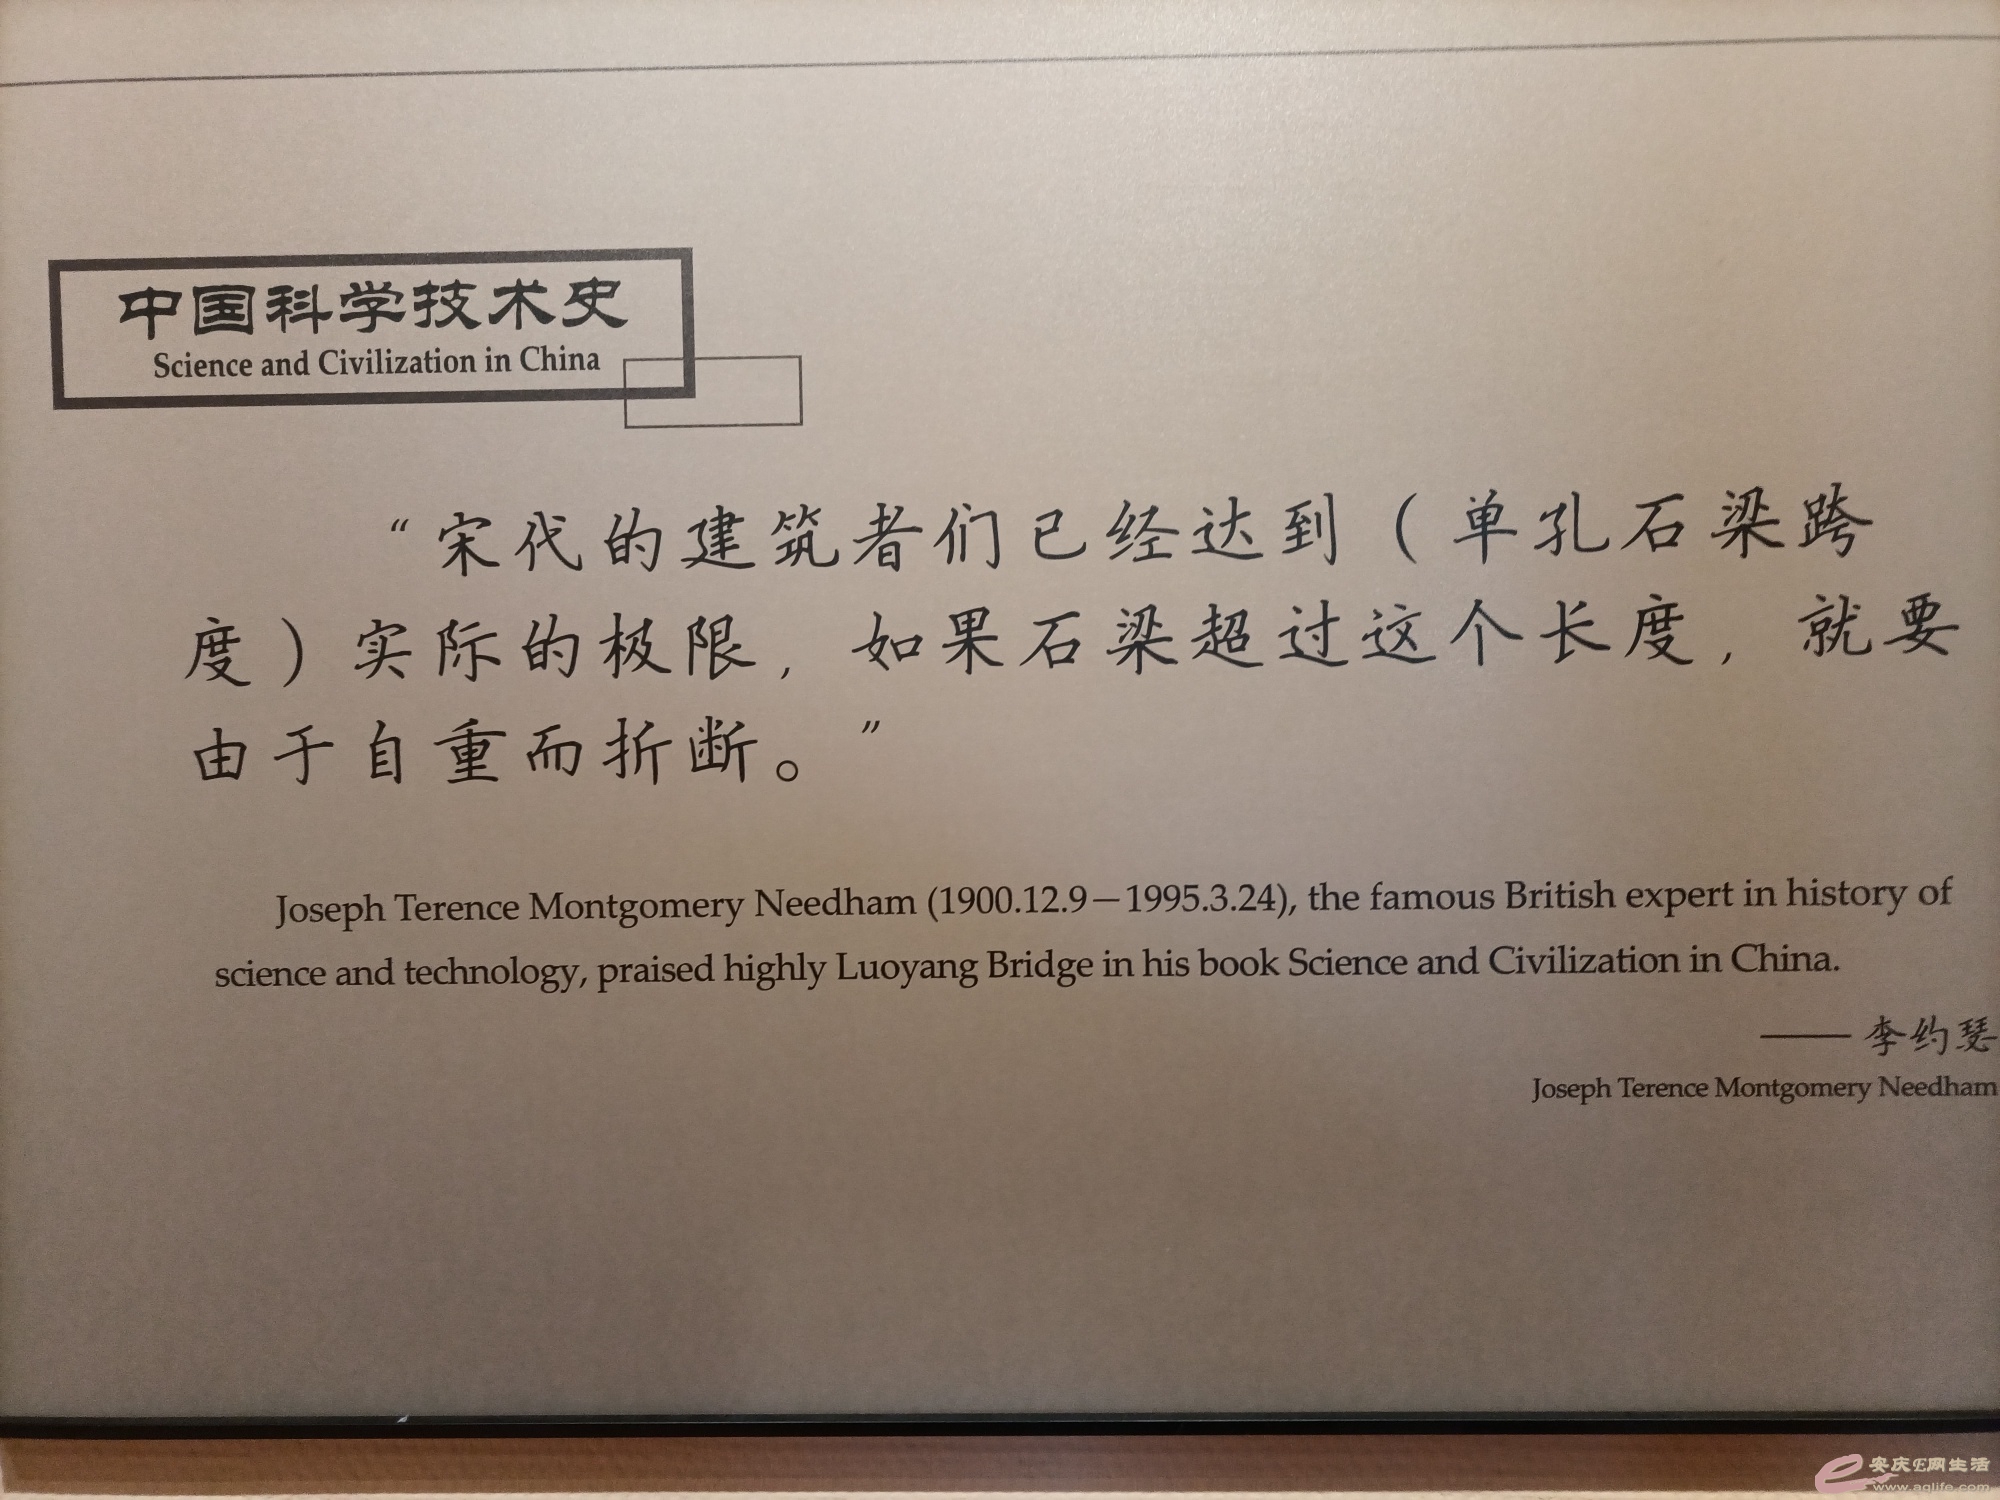 中国科学技术史
Science and Civilization in China
“宋代的建筑者们已经达到（单孔石梁跨
度）实际的极限，如果石梁超过这个长度，就要
由于自重而折断。”
Joseph Terence Montgomery Needham (1900.12.9—1995.3.24), the famous British expert in history of
science and technology, praised highly Luoyang Bridge in his book Science and Civilization in China.
——李约瑟
Joseph Terence Montgomery Needham
安庆E网生活
www.aqlife.com